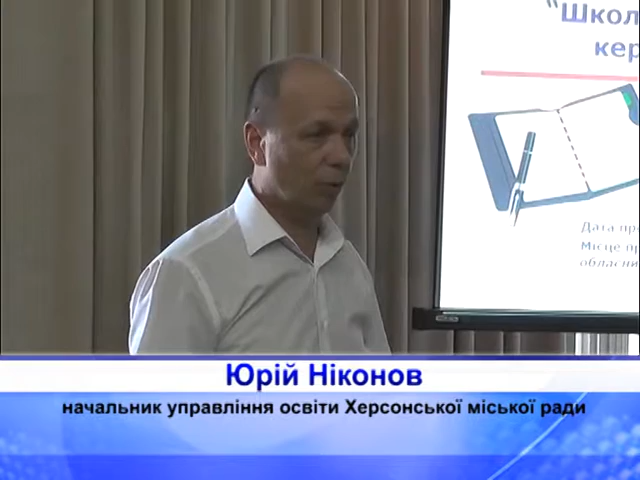 "Школ
кер
Дата пр
Місце пр
обласни
Юрій Ніконов
начальник управління освіти Херсонської міської ради